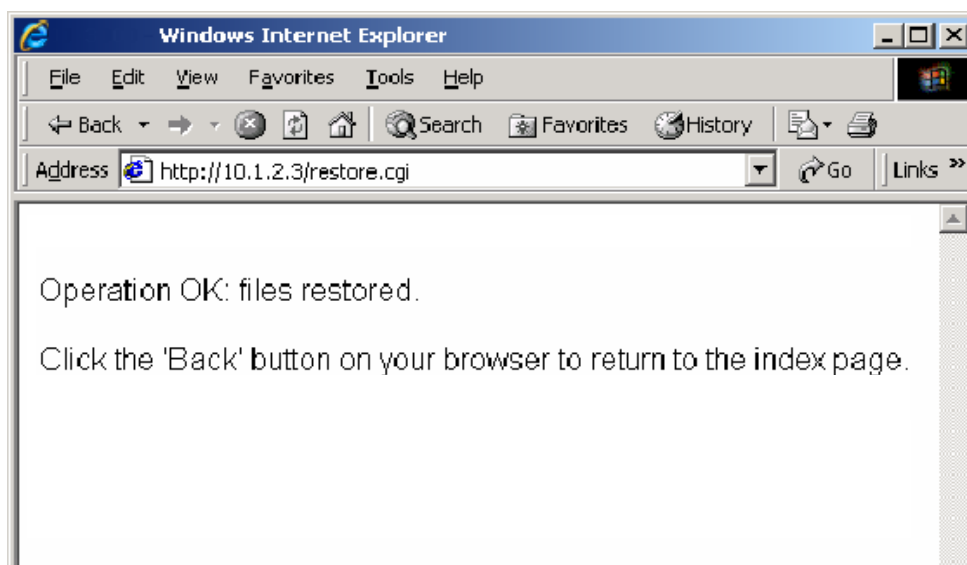 Windows Internet Explorer
File Edit View Favorites Tools Help
Back Search Favorites History
Address http://10.1.2.3/restore.cgi Go Links »
Operation OK: files restored.
Click the 'Back' button on your browser to return to the index page.